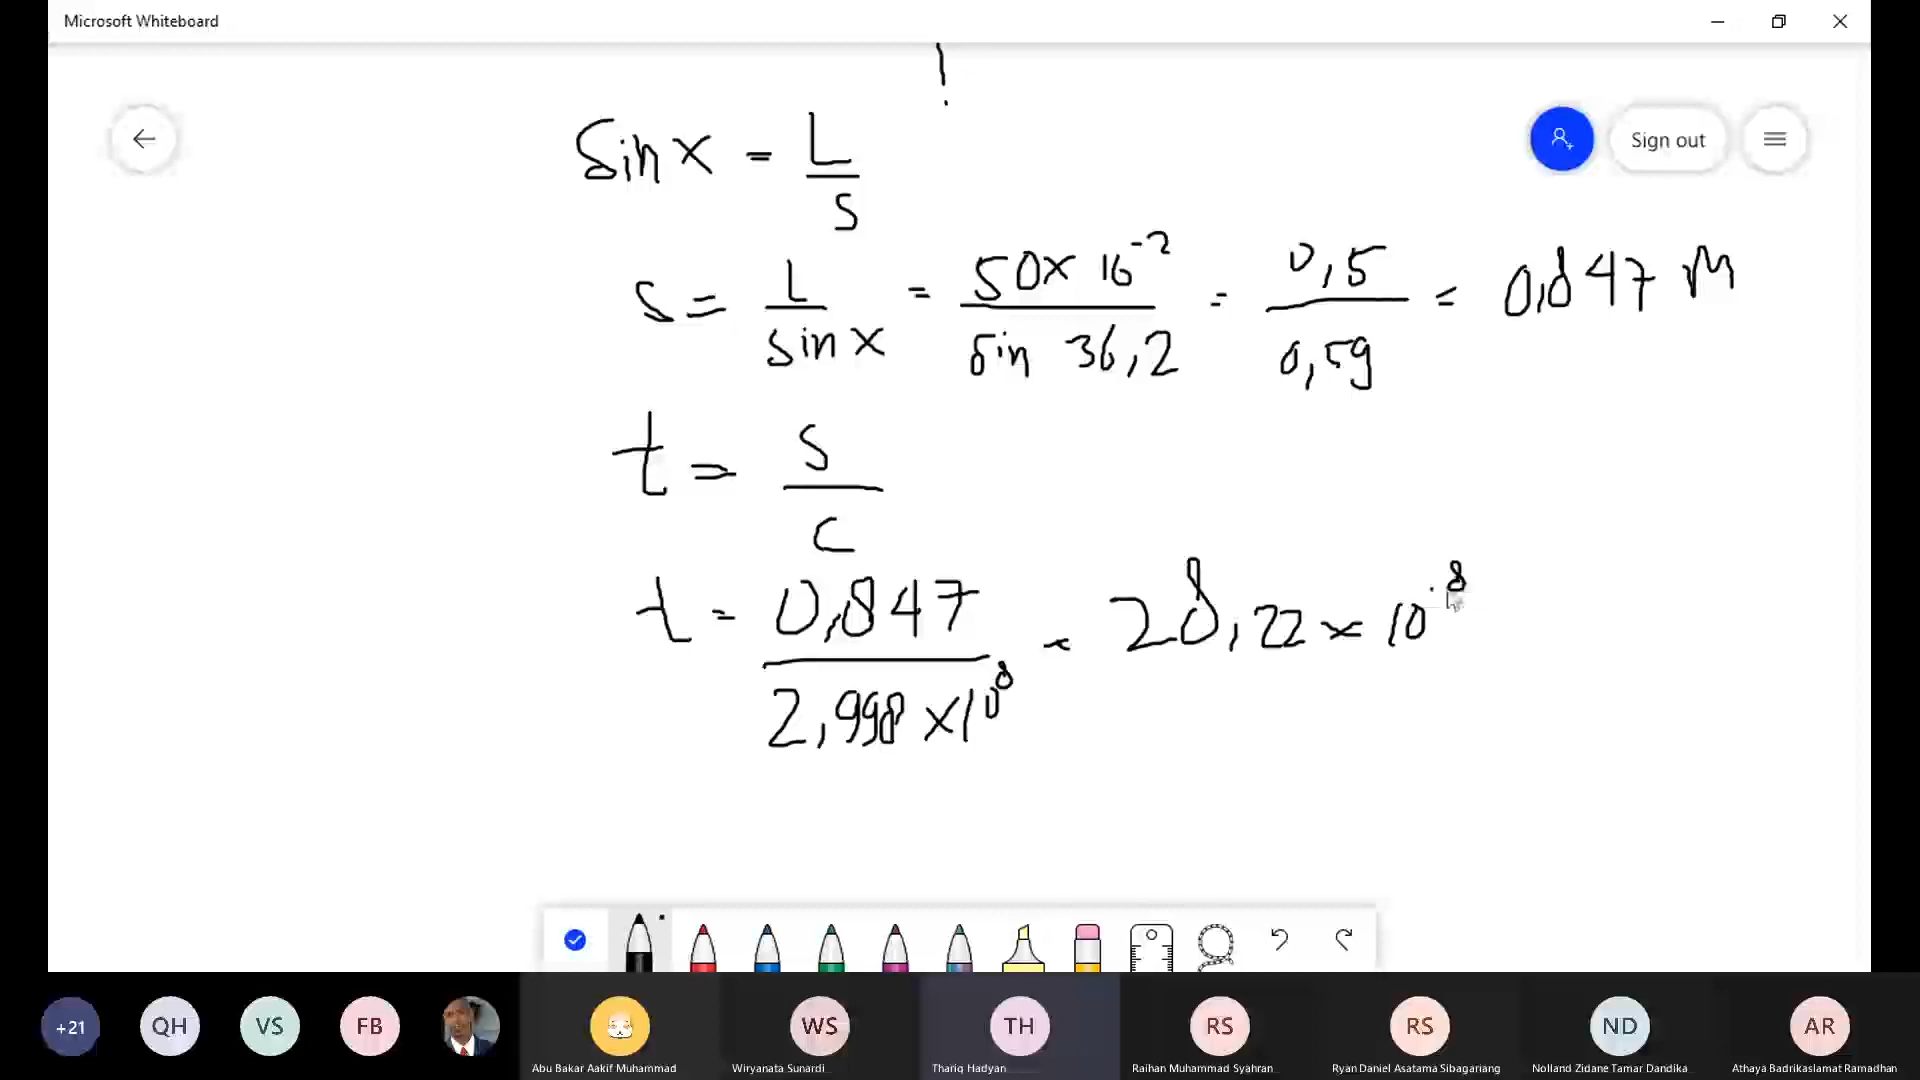 Microsoft Whiteboard
Sign out
Sin x = L / s
s = L / sin x = 50 x 10⁻² / sin 36,2 = 0,5 / 0,59 = 0,847 m
t = s / c
t = 0,847 / 2,998 x 10⁸ = 28,22 x 10⁻⁸
+21
QH
VS
FB
WS
TH
RS
RS
ND
AR
Abu Bakar Aakif Muhammad
Wiryanata Sunardi...
Thariq Hadyan...
Raihan Muhammad Syahran...
Ryan Daniel Asatama Sibagariang
Nolland Zidane Tamar Dandika...
Athaya Badrikaslamat Ramadhan